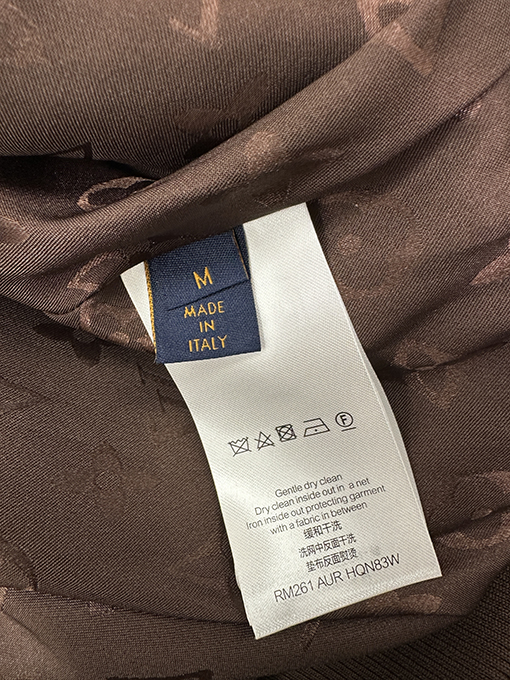 M
MADE
IN
ITALY
F
Gentle dry clean
Dry clean inside out in a net
Iron inside out protecting garment
with a fabric in between
缓和干洗
洗网中反面干洗
垫布反面熨烫
RM261 AUR HQN83W